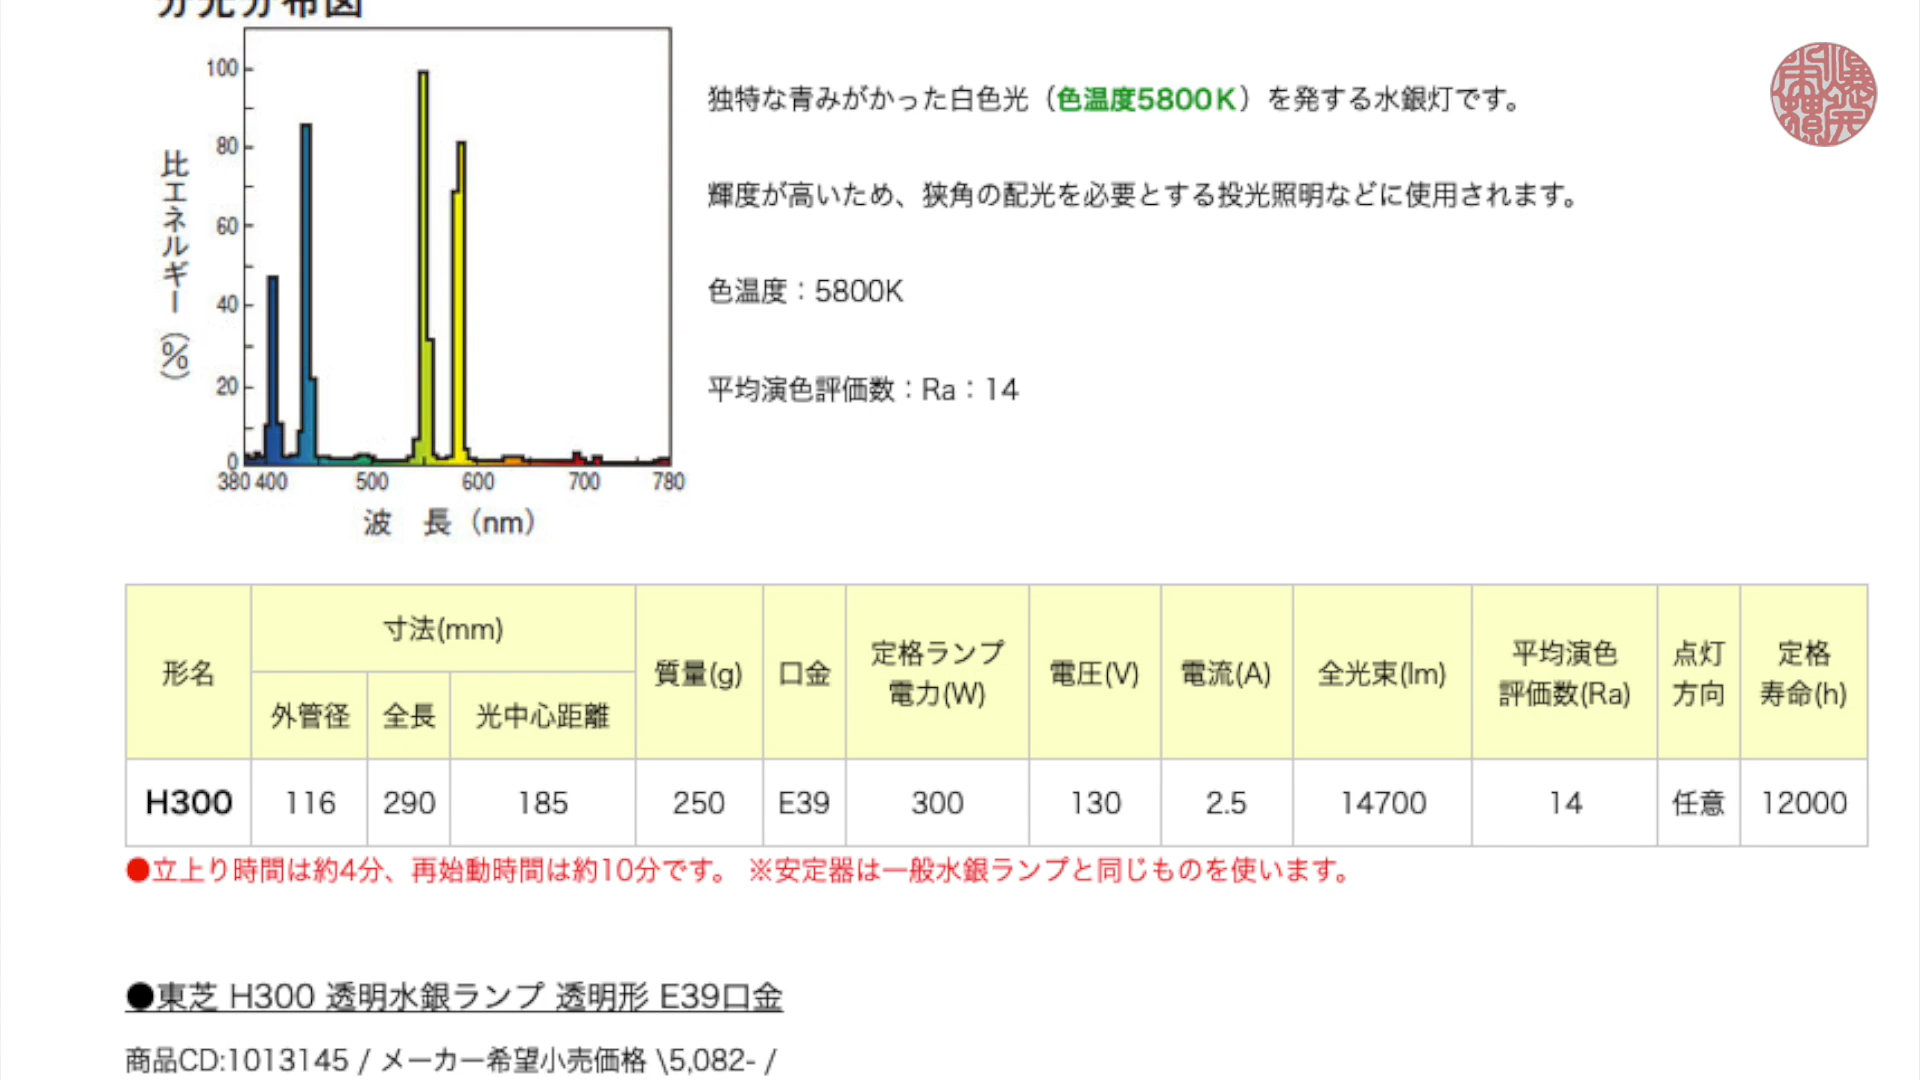 分光分布図
比エネルギー(%)
100
80
60
40
20
0
380 400 500 600 700 780
波 長（nm）
独特な青みがかった白色光（色温度5800K）を発する水銀灯です。
輝度が高いため、狭角の配光を必要とする投光照明などに使用されます。
色温度：5800K
平均演色評価数：Ra：14
形名 寸法(mm) 質量(g) 口金 定格ランプ電力(W) 電圧(V) 電流(A) 全光束(lm) 平均演色評価数(Ra) 点灯方向 定格寿命(h)
外管径 全長 光中心距離
H300 116 290 185 250 E39 300 130 2.5 14700 14 任意 12000
●立上り時間は約4分、再始動時間は約10分です。 ※安定器は一般水銀ランプと同じものを使います。
●東芝 H300 透明水銀ランプ 透明形 E39口金
商品CD:1013145 / メーカー希望小売価格 \5,082- /